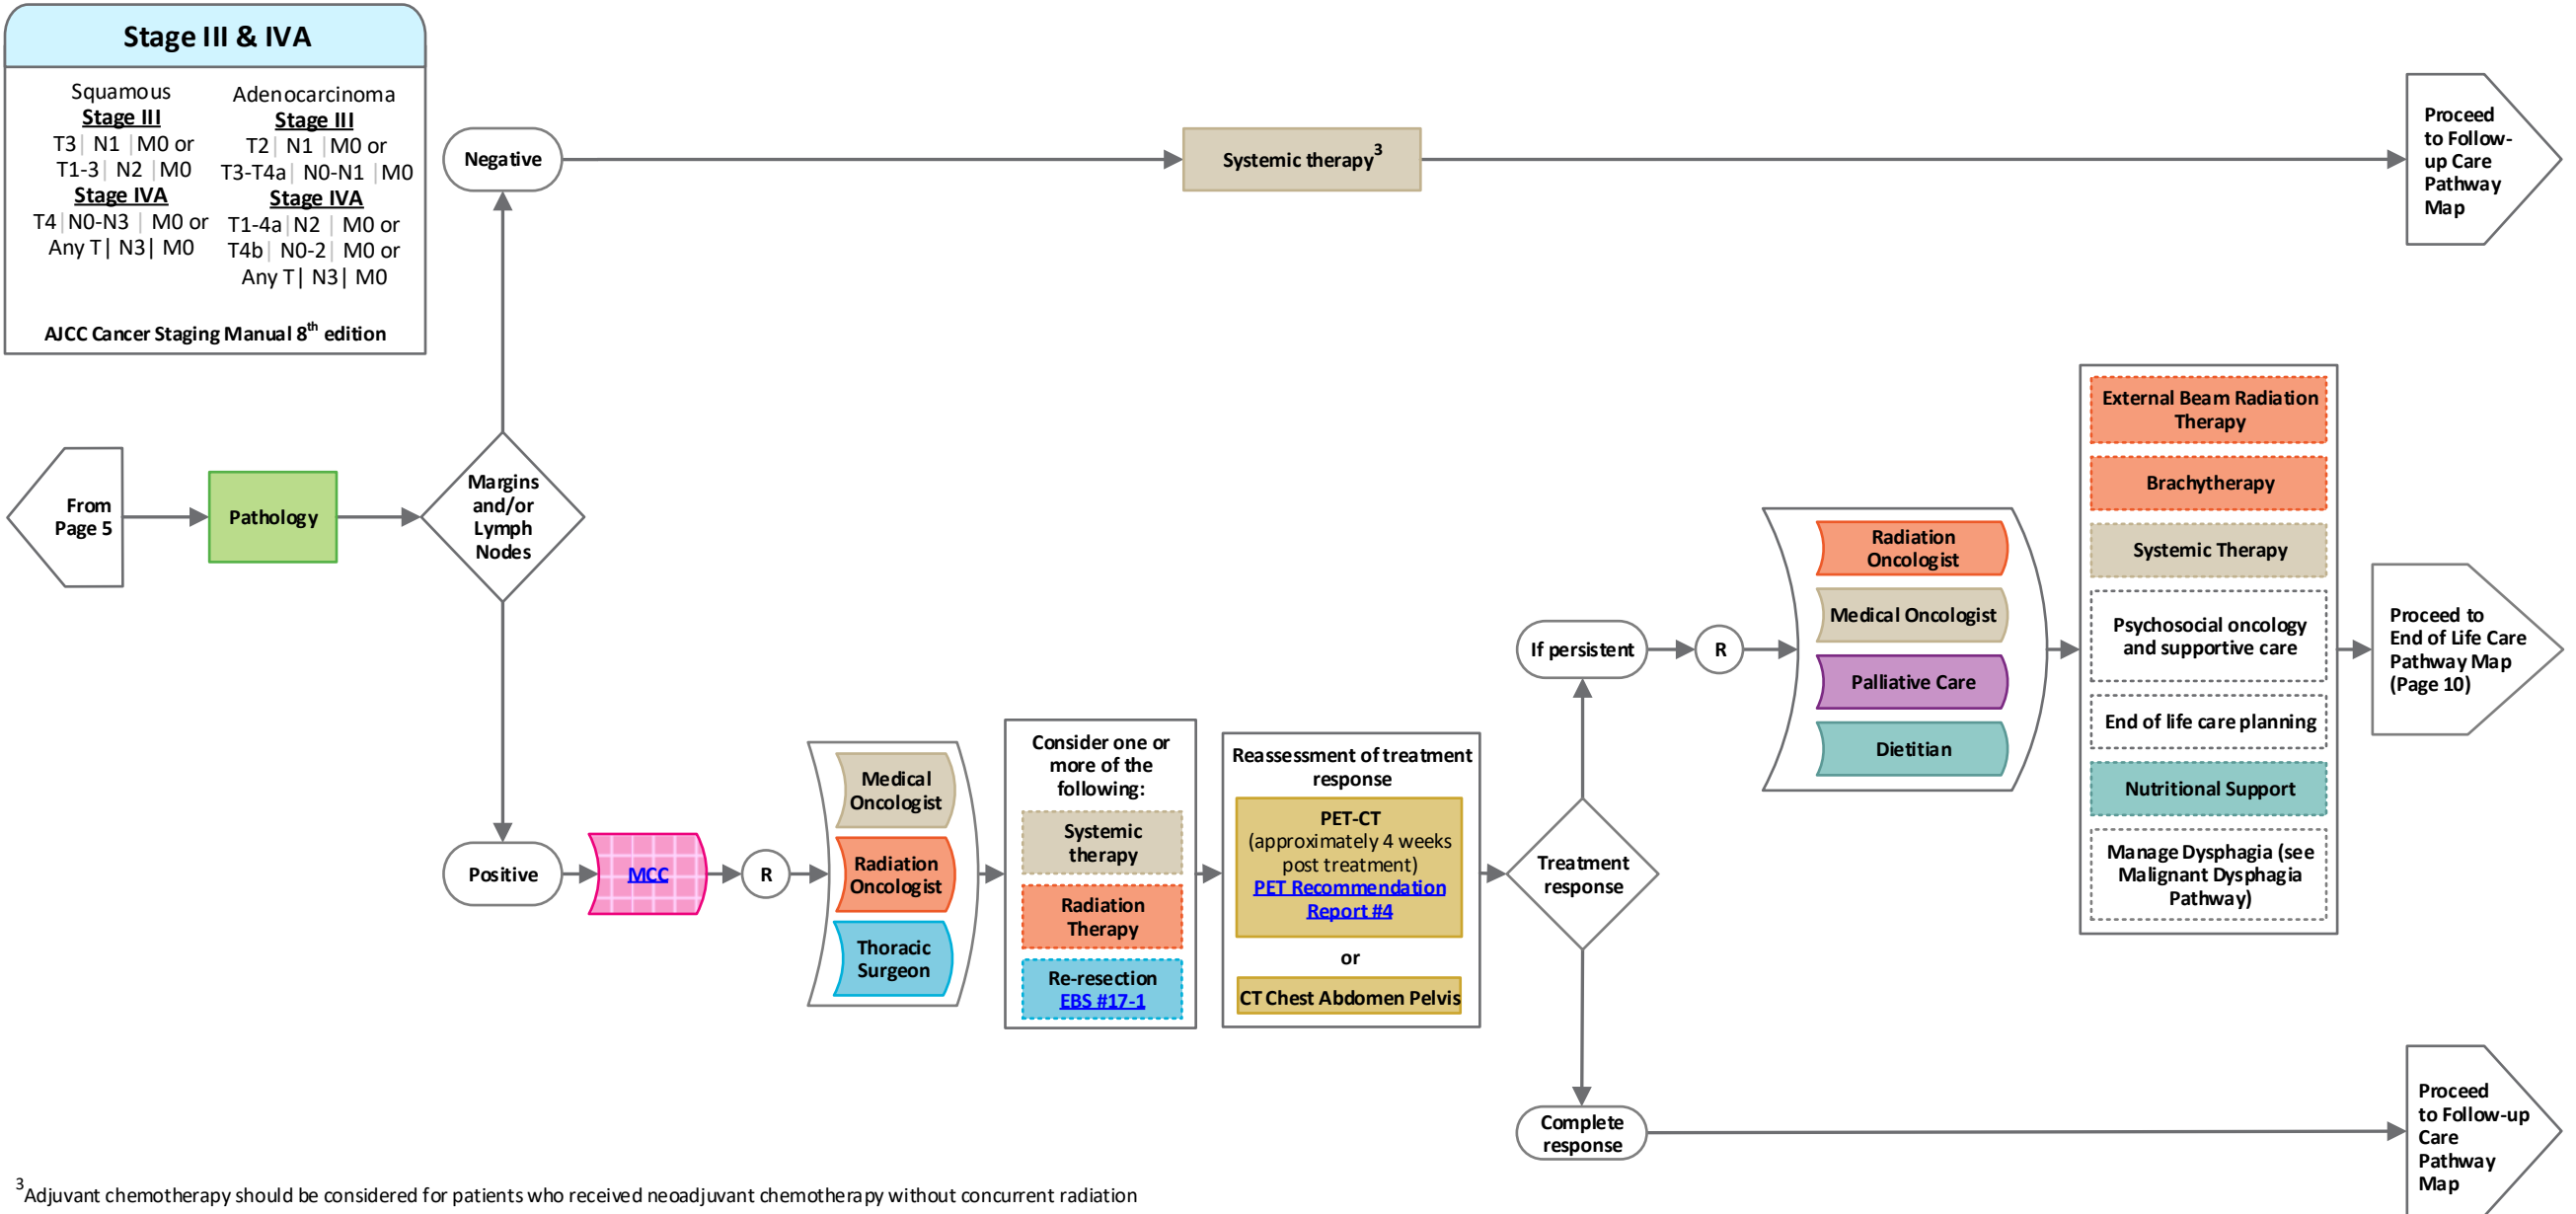 Stage III & IVA
Squamous
Stage III
T3| N1 |M0 or
T1-3| N2 |M0
Stage IVA
T4|N0-N3 | M0 or
Any T| N3| M0
Adenocarcinoma
Stage III
T2| N1 |M0 or
T3-T4a| N0-N1 |M0
Stage IVA
T1-4a|N2 | M0 or
T4b| N0-2| M0 or
Any T| N3| M0
AJCC Cancer Staging Manual 8th edition
From
Page 5
Pathology
Margins
and/or
Lymph
Nodes
Negative
Systemic therapy3
Proceed
to Follow-
up Care
Pathway
Map
Positive
MCC
R
Medical
Oncologist
Radiation
Oncologist
Thoracic
Surgeon
Consider one or
more of the
following:
Systemic
therapy
Radiation
Therapy
Re-resection
EBS #17-1
Reassessment of treatment
response
PET-CT
(approximately 4 weeks
post treatment)
PET Recommendation
Report #4
or
CT Chest Abdomen Pelvis
Treatment
response
If persistent
R
Radiation
Oncologist
Medical Oncologist
Palliative Care
Dietitian
External Beam Radiation
Therapy
Brachytherapy
Systemic Therapy
Psychosocial oncology
and supportive care
End of life care planning
Nutritional Support
Manage Dysphagia (see
Malignant Dysphagia
Pathway)
Proceed to
End of Life Care
Pathway Map
(Page 10)
Complete
response
Proceed
to Follow-up
Care
Pathway
Map
3Adjuvant chemotherapy should be considered for patients who received neoadjuvant chemotherapy without concurrent radiation